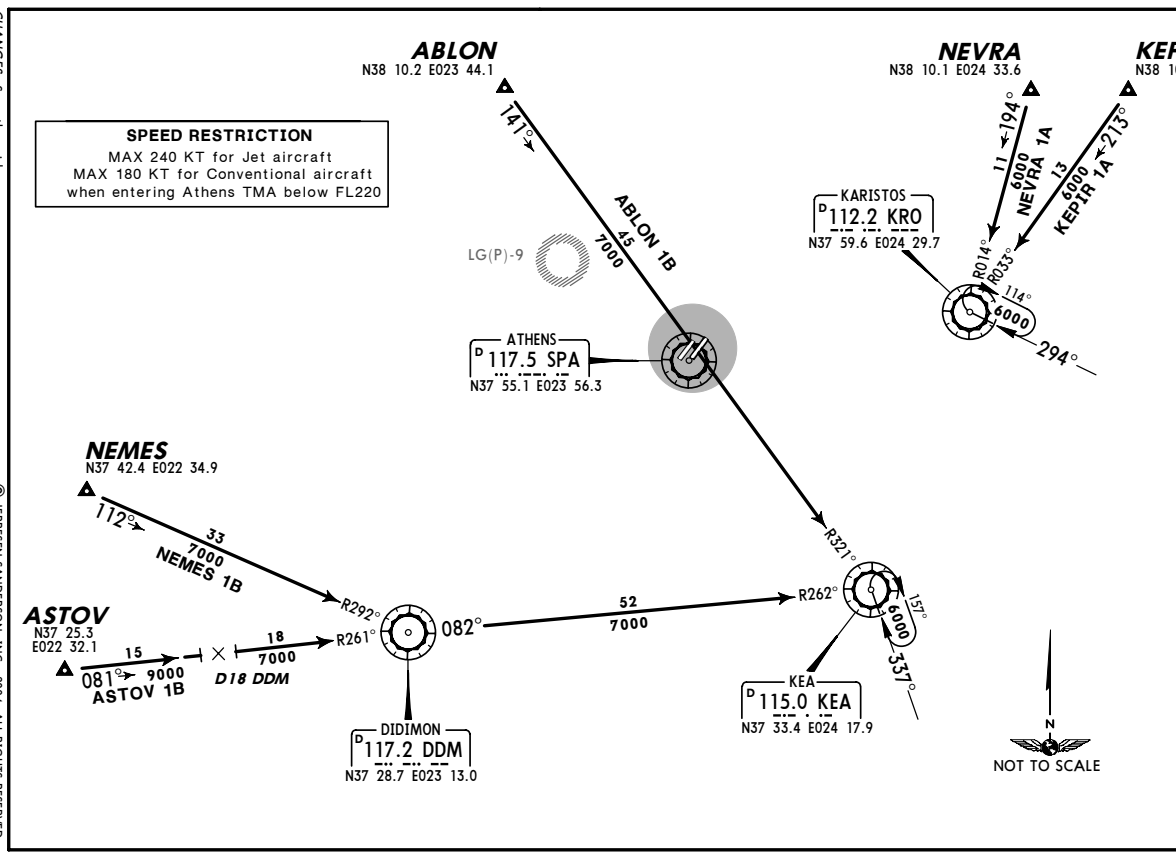 ABLON
N38 10.2 E023 44.1
NEVRA
N38 10.1 E024 33.6
SPEED RESTRICTION
MAX 240 KT for Jet aircraft
MAX 180 KT for Conventional aircraft
when entering Athens TMA below FL220
141°
ABLON 1B
45
7000
194°
11
6000
NEVRA 1A
213°
13
6000
KEPIR 1A
KARISTOS
D 112.2 KRO
N37 59.6 E024 29.7
R014°
R033°
114°
6000
294°
LG(P)-9
ATHENS
D 117.5 SPA
N37 55.1 E023 56.3
NEMES
N37 42.4 E022 34.9
112°
33
7000
NEMES 1B
R292°
R321°
ASTOV
N37 25.3
E022 32.1
081°
15
9000
ASTOV 1B
D18 DDM
18
7000
R261°
082°
52
7000
R262°
157°
6000
337°
DIDIMON
D 117.2 DDM
N37 28.7 E023 13.0
KEA
D 115.0 KEA
N37 33.4 E024 17.9
N
NOT TO SCALE